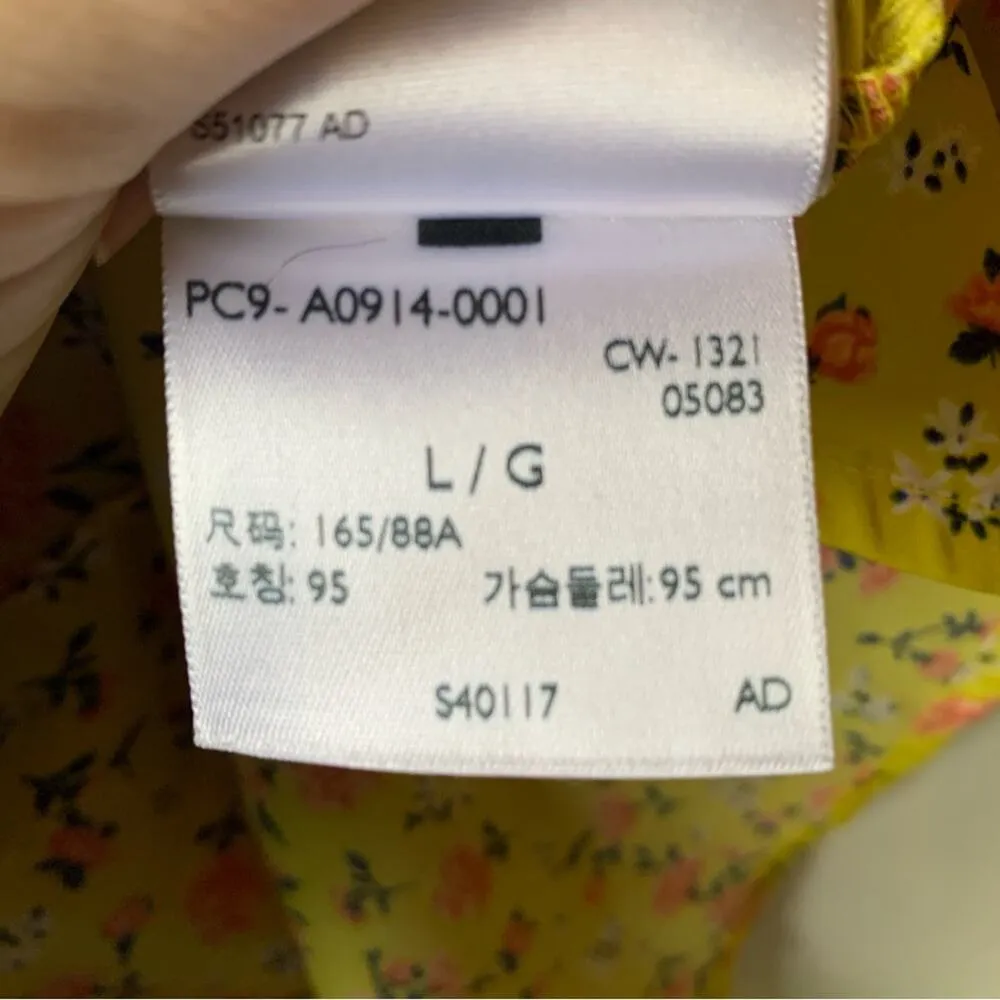 S51077 AD
PC9- A0914-0001
CW- 1321
05083
L / G
尺码: 165/88A
호칭: 95 가슴둘레: 95 cm
S40117 AD